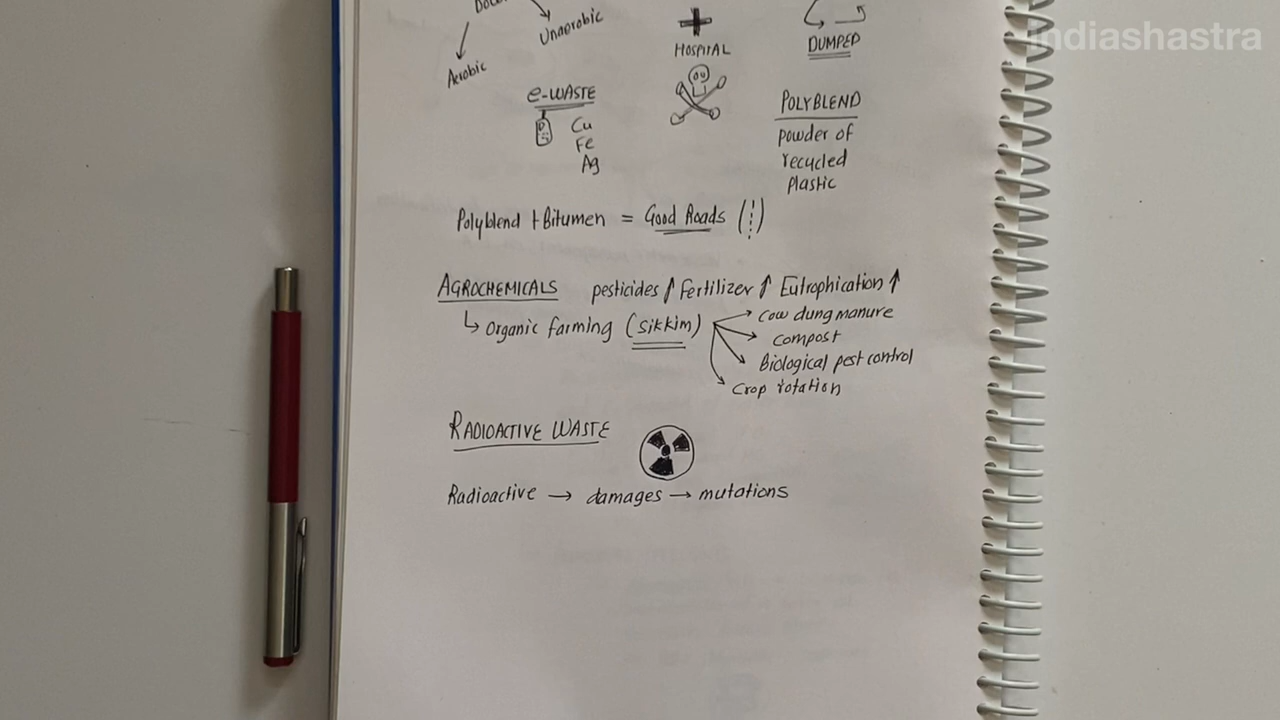 indiashastra
Unaerobic
Aerobic
HOSPITAL
DUMPED
e-WASTE
Cu
Fe
Ag
POLYBLEND
powder of
recycled
plastic
Polyblend + Bitumen = Good Roads
AGROCHEMICALS pesticides ↑ Fertilizer ↑ Eutrophication ↑
↳ Organic farming (Sikkim)
→ Cow dung manure
→ Compost
→ Biological pest control
→ Crop rotation
RADIOACTIVE WASTE
Radioactive → damages → mutations